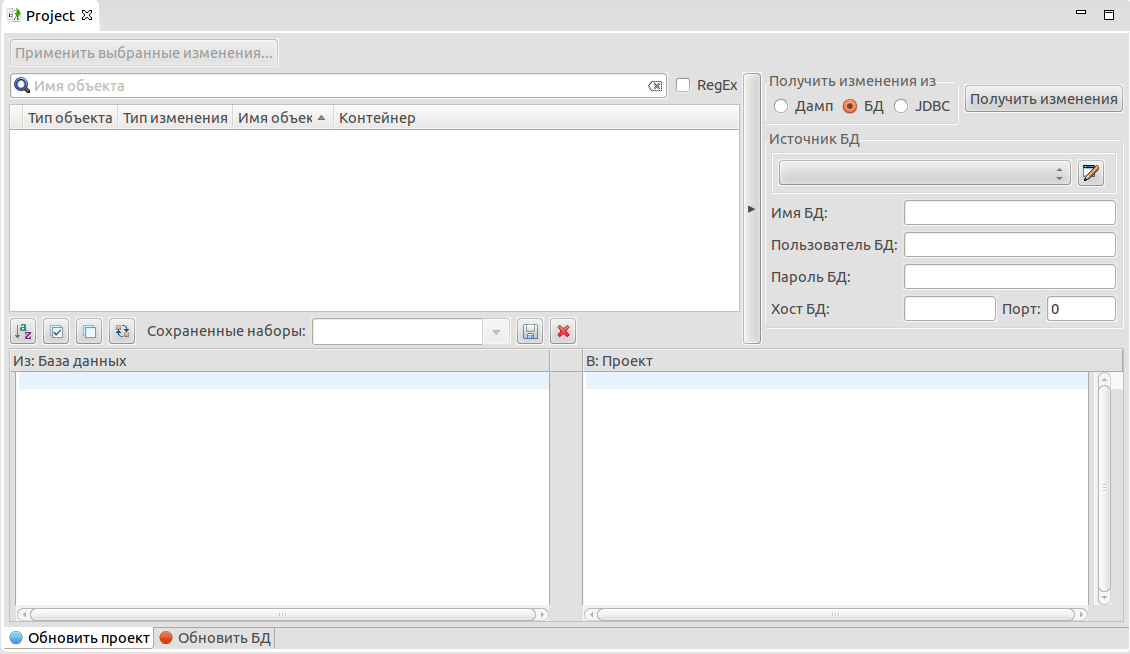 Project
Применить выбранные изменения...
Имя объекта
RegEx
Тип объекта Тип изменения Имя объек Контейнер
Получить изменения из
Дамп БД JDBC
Получить изменения
Источник БД
Имя БД:
Пользователь БД:
Пароль БД:
Хост БД: Порт: 0
Сохраненные наборы:
Из: База данных
В: Проект
Обновить проект Обновить БД